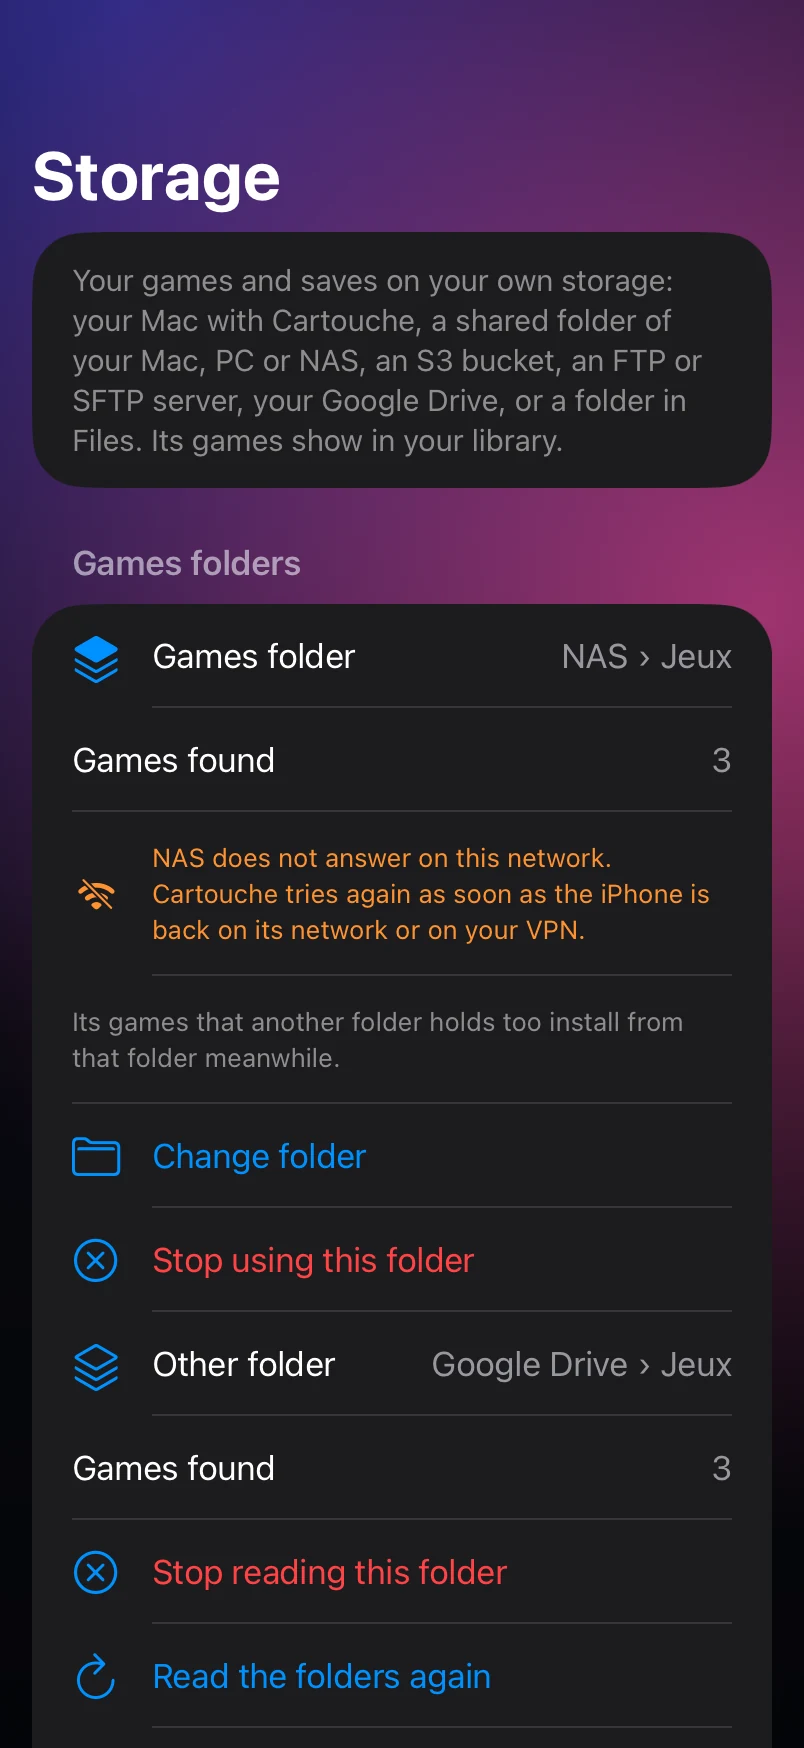 Storage
Your games and saves on your own storage:
your Mac with Cartouche, a shared folder of
your Mac, PC or NAS, an S3 bucket, an FTP or
SFTP server, your Google Drive, or a folder in
Files. Its games show in your library.
Games folders
Games folder NAS › Jeux
Games found 3
NAS does not answer on this network.
Cartouche tries again as soon as the iPhone is
back on its network or on your VPN.
Its games that another folder holds too install from
that folder meanwhile.
Change folder
Stop using this folder
Other folder Google Drive › Jeux
Games found 3
Stop reading this folder
Read the folders again